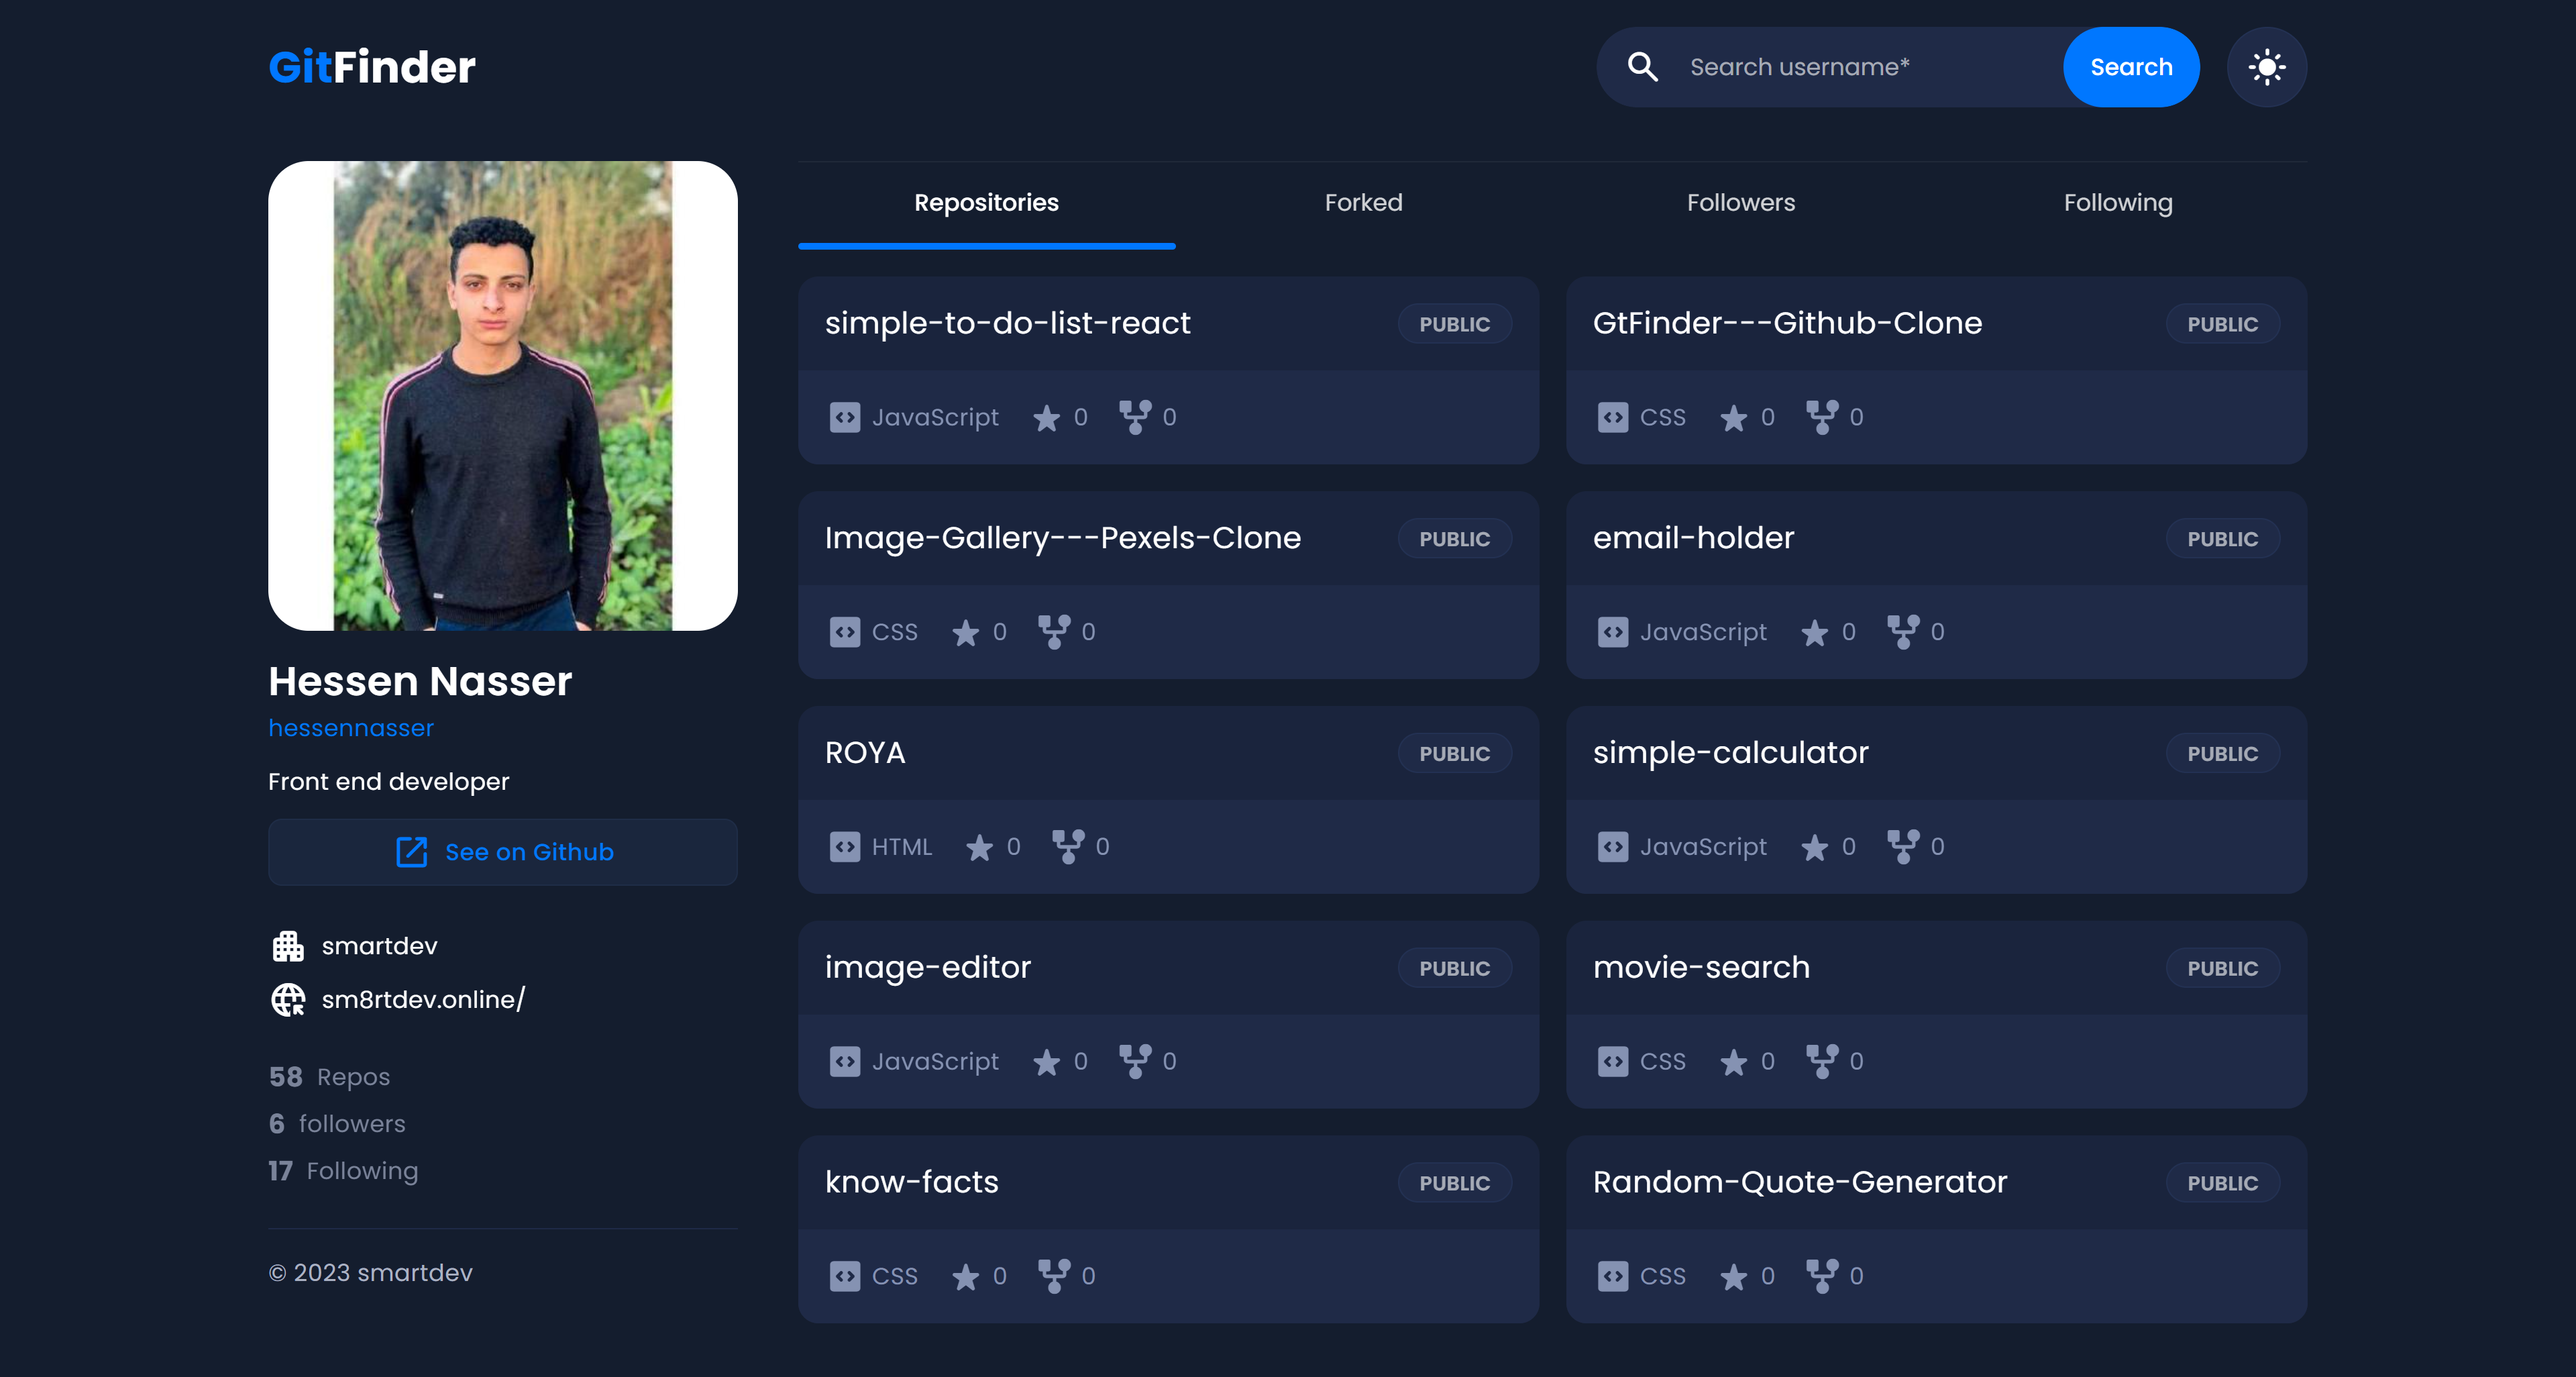 GitFinder
Search username*
Search
Hessen Nasser
hessennasser
Front end developer
See on Github
smartdev
sm8rtdev.online/
58 Repos
6 followers
17 Following
© 2023 smartdev
Repositories
Forked
Followers
Following
simple-to-do-list-react
PUBLIC
JavaScript 0 0
GtFinder---Github-Clone
PUBLIC
CSS 0 0
Image-Gallery---Pexels-Clone
PUBLIC
CSS 0 0
email-holder
PUBLIC
JavaScript 0 0
ROYA
PUBLIC
HTML 0 0
simple-calculator
PUBLIC
JavaScript 0 0
image-editor
PUBLIC
JavaScript 0 0
movie-search
PUBLIC
CSS 0 0
know-facts
PUBLIC
CSS 0 0
Random-Quote-Generator
PUBLIC
CSS 0 0